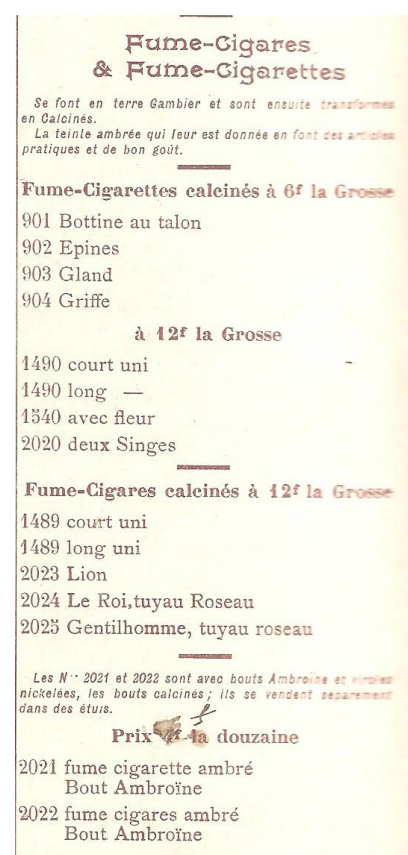 Fume-Cigares
& Fume-Cigarettes
Se font en terre Gambier et sont ensuite transformes
en Calcinés.
La teinte ambrée qui leur est donnée en font des articles
pratiques et de bon goût.
Fume-Cigarettes calcinés à 6f la Grosse
901 Bottine au talon
902 Epines
903 Gland
904 Griffe
à 12f la Grosse
1490 court uni
1490 long —
1540 avec fleur
2020 deux Singes
Fume-Cigares calcinés à 12f la Grosse
1489 court uni
1489 long uni
2023 Lion
2024 Le Roi, tuyau Roseau
2025 Gentilhomme, tuyau roseau
Les Nos 2021 et 2022 sont avec bouts Ambroïne et viroles
nickelées, les bouts calcinés ; ils se vendent séparement
dans des étuis.
Prix la douzaine
2021 fume cigarette ambré
Bout Ambroïne
2022 fume cigares ambré
Bout Ambroïne